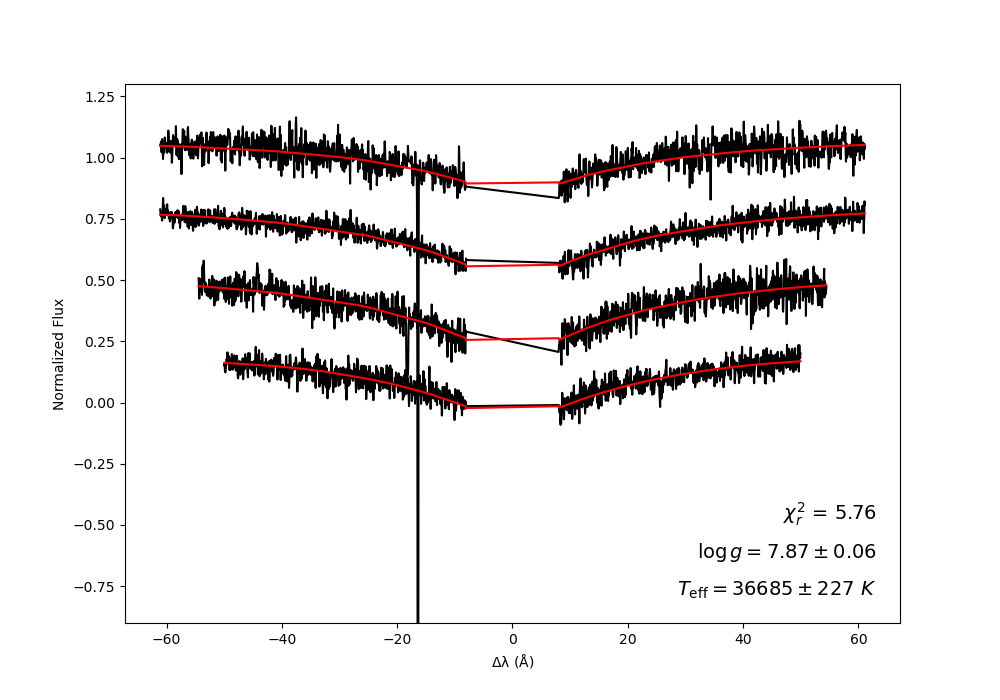 1.25
1.00
0.75
0.50
0.25
0.00
−0.25
−0.50
−0.75
Normalized Flux
χ²ᵣ = 5.76
log g = 7.87 ± 0.06
T_eff = 36685 ± 227 K
−60 −40 −20 0 20 40 60
Δλ (Å)